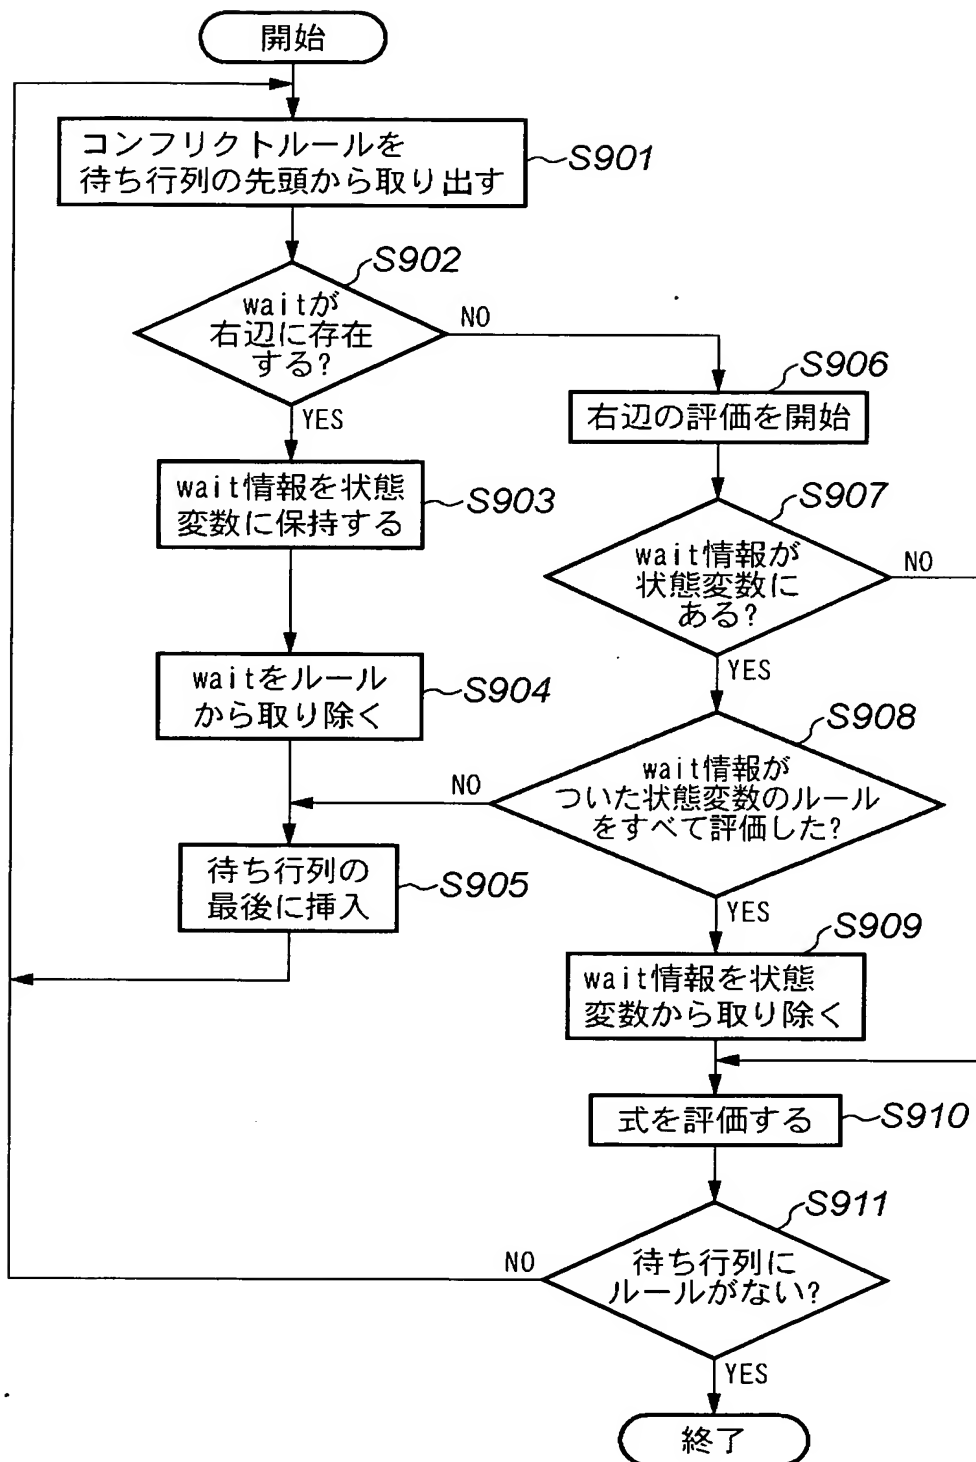 開始
コンフリクトルールを
待ち行列の先頭から取り出す
S901
S902
waitが
右辺に存在
する?
NO
YES
S903
wait情報を状態
変数に保持する
S904
waitをルール
から取り除く
S905
待ち行列の
最後に挿入
S906
右辺の評価を開始
S907
wait情報が
状態変数に
ある?
NO
YES
S908
wait情報が
ついた状態変数のルール
をすべて評価した?
NO
YES
S909
wait情報を状態
変数から取り除く
式を評価する
S910
S911
待ち行列に
ルールがない?
NO
YES
終了